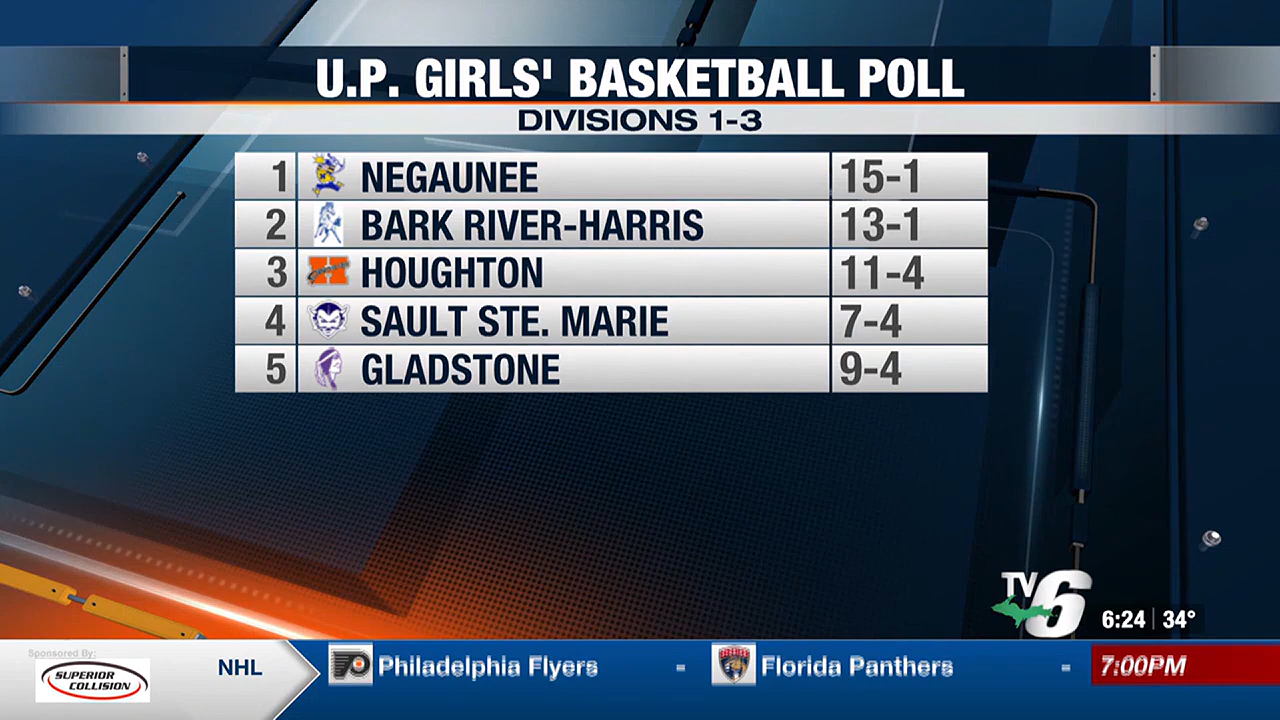 U.P. GIRLS' BASKETBALL POLL
DIVISIONS 1-3
1 NEGAUNEE 15-1
2 BARK RIVER-HARRIS 13-1
3 HOUGHTON 11-4
4 SAULT STE. MARIE 7-4
5 GLADSTONE 9-4
TV6
6:24 34°
Sponsored By:
SUPERIOR
COLLISION
NHL Philadelphia Flyers - Florida Panthers - 7:00PM